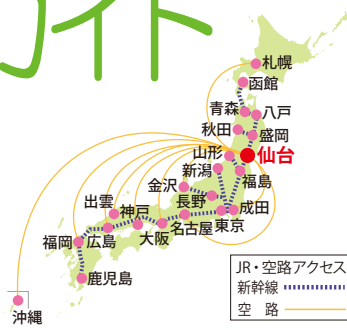 ガイド
札幌
函館
青森
八戸
秋田
盛岡
山形
仙台
新潟
福島
金沢
長野
成田
出雲
神戸
東京
名古屋
福岡
広島
大阪
鹿児島
沖縄
JR・空路アクセス
新幹線
空 路